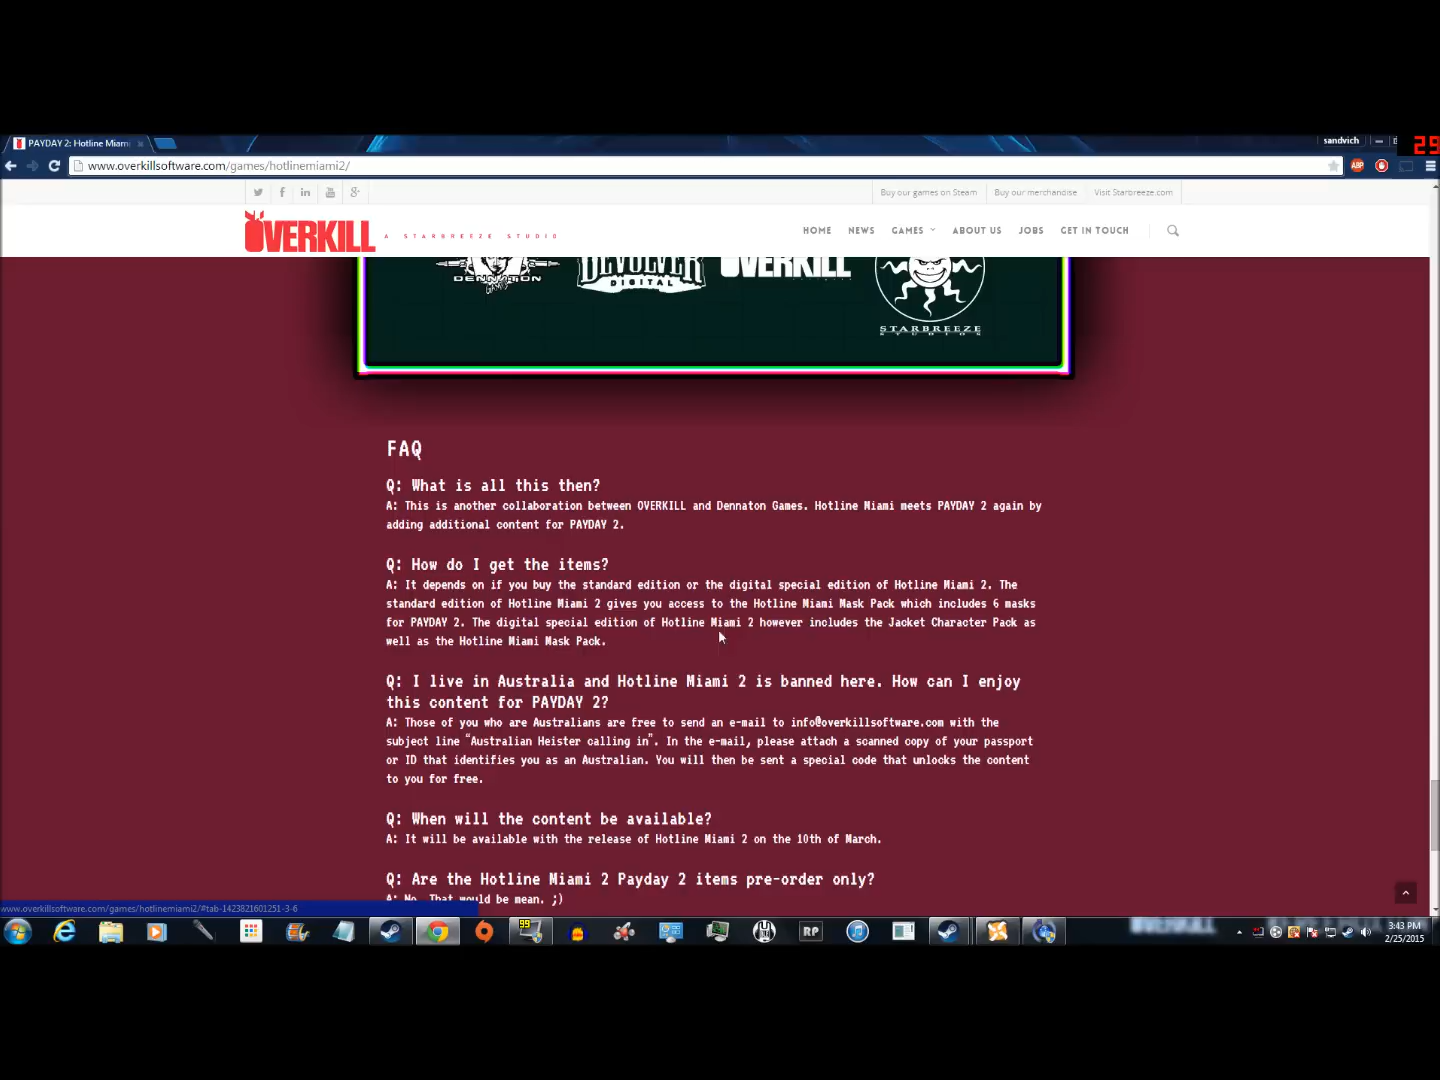 PAYDAY 2: Hotline Miami
sandvich
29
www.overkillsoftware.com/games/hotlinemiami2/
ABP
Buy our games on Steam
Buy our merchandise
Visit Starbreeze.com
OVERKILL
A STARBREEZE STUDIO
HOME
NEWS
GAMES
ABOUT US
JOBS
GET IN TOUCH
DENNATON
DEVOLVER
DIGITAL
OVERKILL
STARBREEZE
STUDIOS
FAQ
Q: What is all this then?
A: This is another collaboration between OVERKILL and Dennaton Games. Hotline Miami meets PAYDAY 2 again by
adding additional content for PAYDAY 2.
Q: How do I get the items?
A: It depends on if you buy the standard edition or the digital special edition of Hotline Miami 2. The
standard edition of Hotline Miami 2 gives you access to the Hotline Miami Mask Pack which includes 6 masks
for PAYDAY 2. The digital special edition of Hotline Miami 2 however includes the Jacket Character Pack as
well as the Hotline Miami Mask Pack.
Q: I live in Australia and Hotline Miami 2 is banned here. How can I enjoy
this content for PAYDAY 2?
A: Those of you who are Australians are free to send an e-mail to info@overkillsoftware.com with the
subject line “Australian Heister calling in”. In the e-mail, please attach a scanned copy of your passport
or ID that identifies you as an Australian. You will then be sent a special code that unlocks the content
to you for free.
Q: When will the content be available?
A: It will be available with the release of Hotline Miami 2 on the 10th of March.
Q: Are the Hotline Miami 2 Payday 2 items pre-order only?
A: No. That would be mean. ;)
www.overkillsoftware.com/games/hotlinemiami2/#tab-1423821601251-3-6
99
RP
3:43 PM
2/25/2015